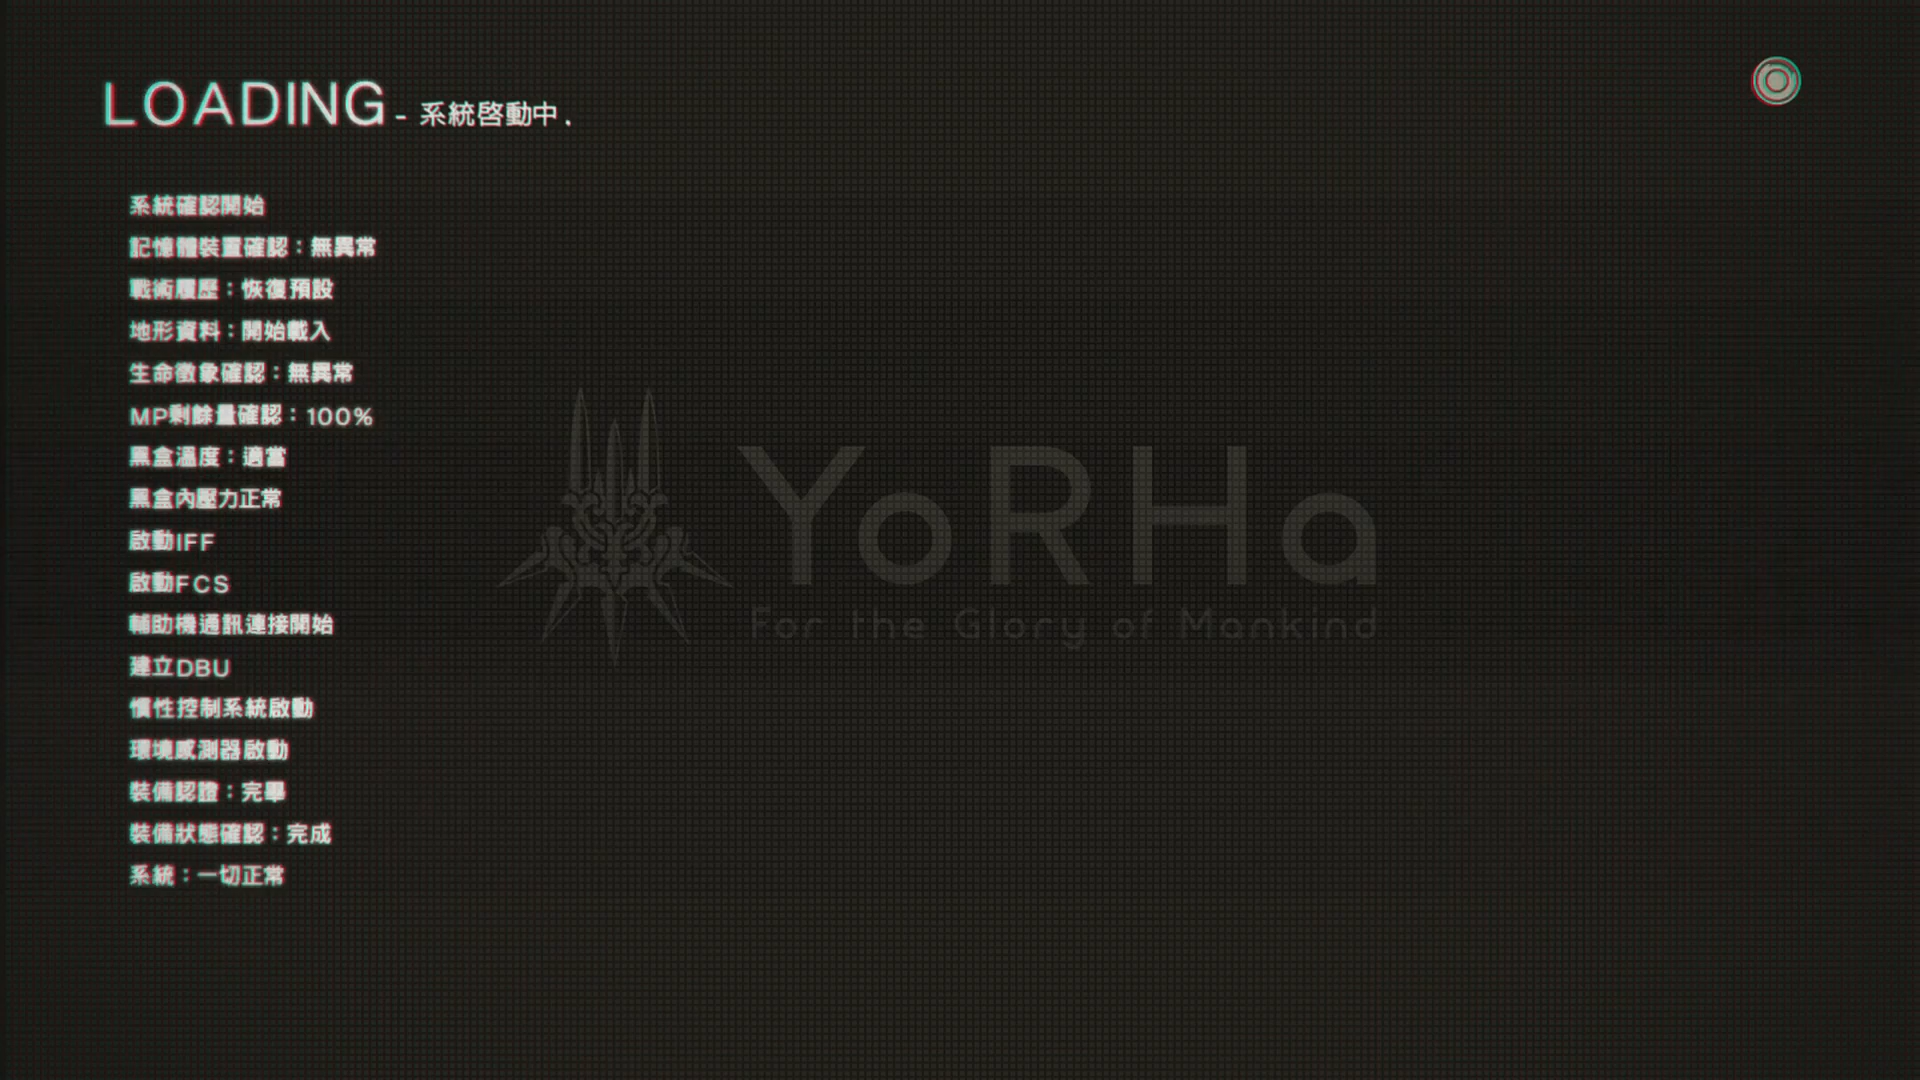 LOADING - 系統啓動中.
系統確認開始
記憶體裝置確認：無異常
戰術履歷：恢復預設
地形資料：開始載入
生命徵象確認：無異常
MP剩餘量確認：100%
黑盒溫度：適當
黑盒內壓力正常
啟動IFF
啟動FCS
輔助機通訊連接開始
建立DBU
慣性控制系統啟動
環境感測器啟動
裝備認證：完畢
裝備狀態確認：完成
系統：一切正常
YoRHa
For the Glory of Mankind